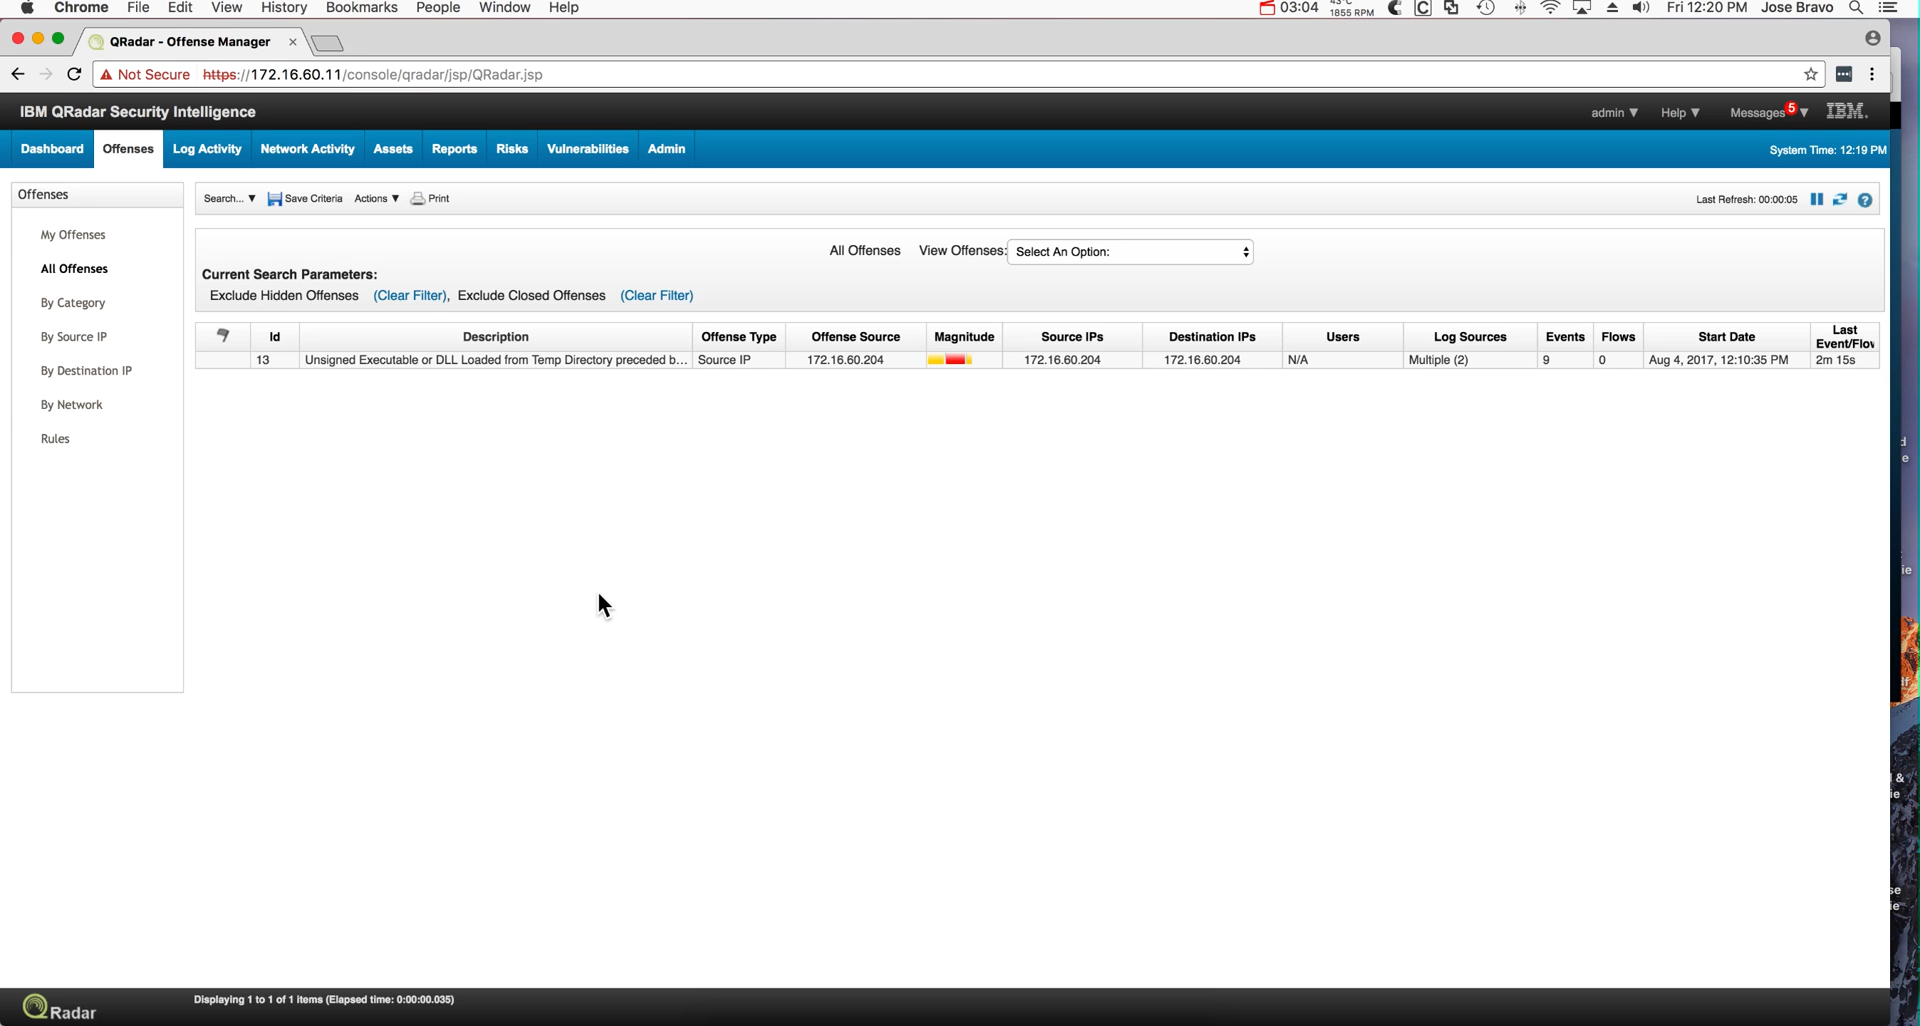 Chrome File Edit View History Bookmarks People Window Help 03:04 43°C 1855 RPM Fri 12:20 PM Jose Bravo
QRadar - Offense Manager
Not Secure https://172.16.60.11/console/qradar/jsp/QRadar.jsp
IBM QRadar Security Intelligence admin ▼ Help ▼ Messages 5 ▼ IBM.
Dashboard Offenses Log Activity Network Activity Assets Reports Risks Vulnerabilities Admin System Time: 12:19 PM
Offenses
My Offenses
All Offenses
By Category
By Source IP
By Destination IP
By Network
Rules
Search... ▼ Save Criteria Actions ▼ Print Last Refresh: 00:00:05
All Offenses View Offenses: Select An Option:
Current Search Parameters:
Exclude Hidden Offenses (Clear Filter), Exclude Closed Offenses (Clear Filter)
Id Description Offense Type Offense Source Magnitude Source IPs Destination IPs Users Log Sources Events Flows Start Date Last
Event/Flov
13 Unsigned Executable or DLL Loaded from Temp Directory preceded b... Source IP 172.16.60.204 172.16.60.204 172.16.60.204 N/A Multiple (2) 9 0 Aug 4, 2017, 12:10:35 PM 2m 15s
QRadar
Displaying 1 to 1 of 1 items (Elapsed time: 0:00:00.035)